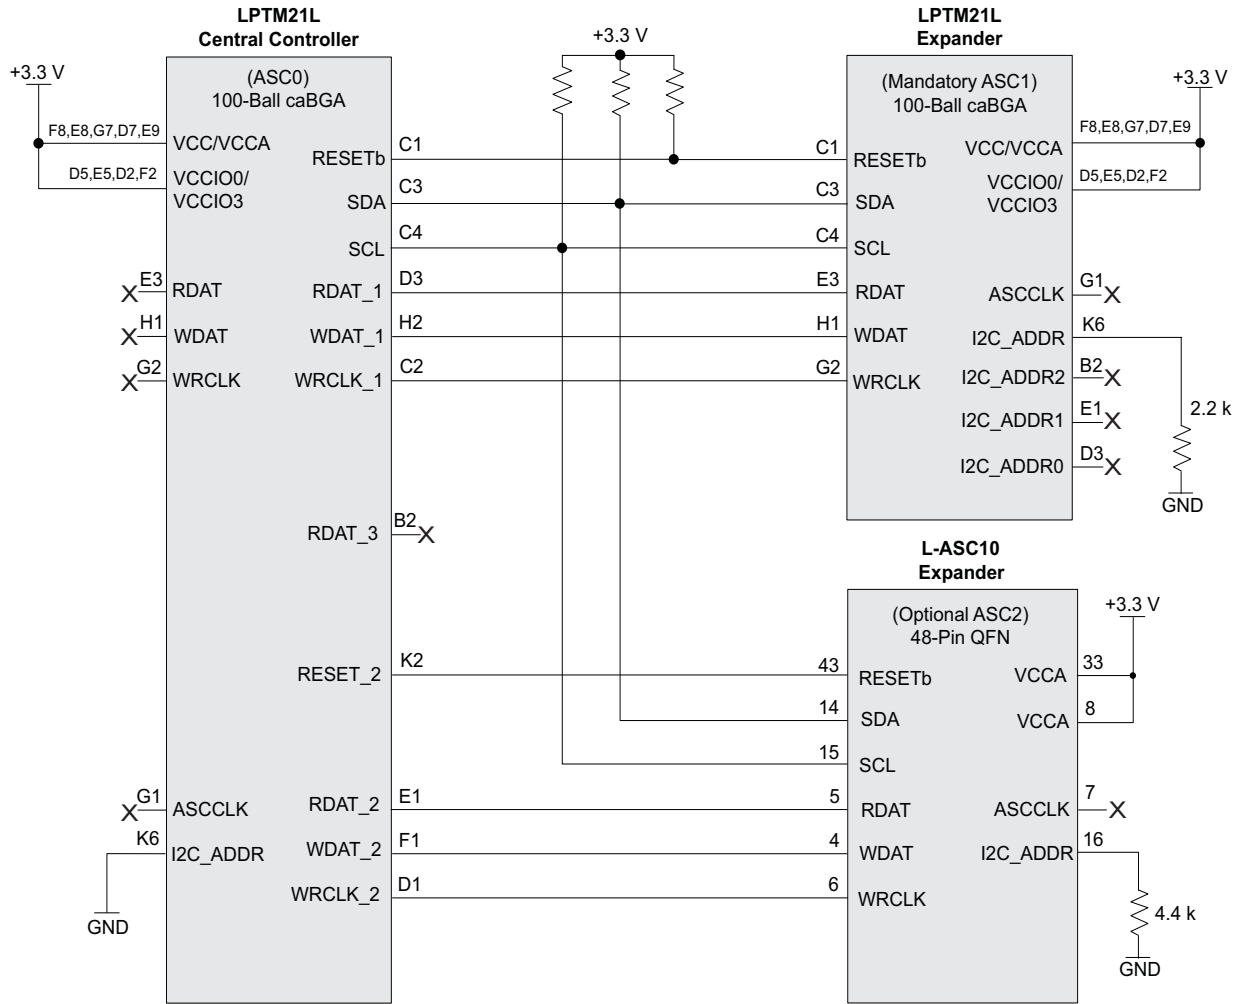 LPTM21L
Central Controller
+3.3 V
(ASC0)
100-Ball caBGA
F8,E8,G7,D7,E9
VCC/VCCA
D5,E5,D2,F2
VCCIO0/
VCCIO3
E3
RDAT
H1
WDAT
G2
WRCLK
G1
ASCCLK
K6
I2C_ADDR
GND
RESETb
C1
SDA
C3
SCL
C4
RDAT_1
D3
WDAT_1
H2
WRCLK_1
C2
RDAT_3
B2
RESET_2
K2
RDAT_2
E1
WDAT_2
F1
WRCLK_2
D1
+3.3 V
LPTM21L
Expander
(Mandatory ASC1)
100-Ball caBGA
C1
RESETb
C3
SDA
C4
SCL
E3
RDAT
H1
WDAT
G2
WRCLK
+3.3 V
VCC/VCCA
F8,E8,G7,D7,E9
VCCIO0/
VCCIO3
D5,E5,D2,F2
ASCCLK
G1
I2C_ADDR
K6
I2C_ADDR2
B2
I2C_ADDR1
E1
I2C_ADDR0
D3
2.2 k
GND
L-ASC10
Expander
(Optional ASC2)
48-Pin QFN
43
RESETb
14
SDA
15
SCL
5
RDAT
4
WDAT
6
WRCLK
+3.3 V
VCCA
33
VCCA
8
ASCCLK
7
I2C_ADDR
16
4.4 k
GND